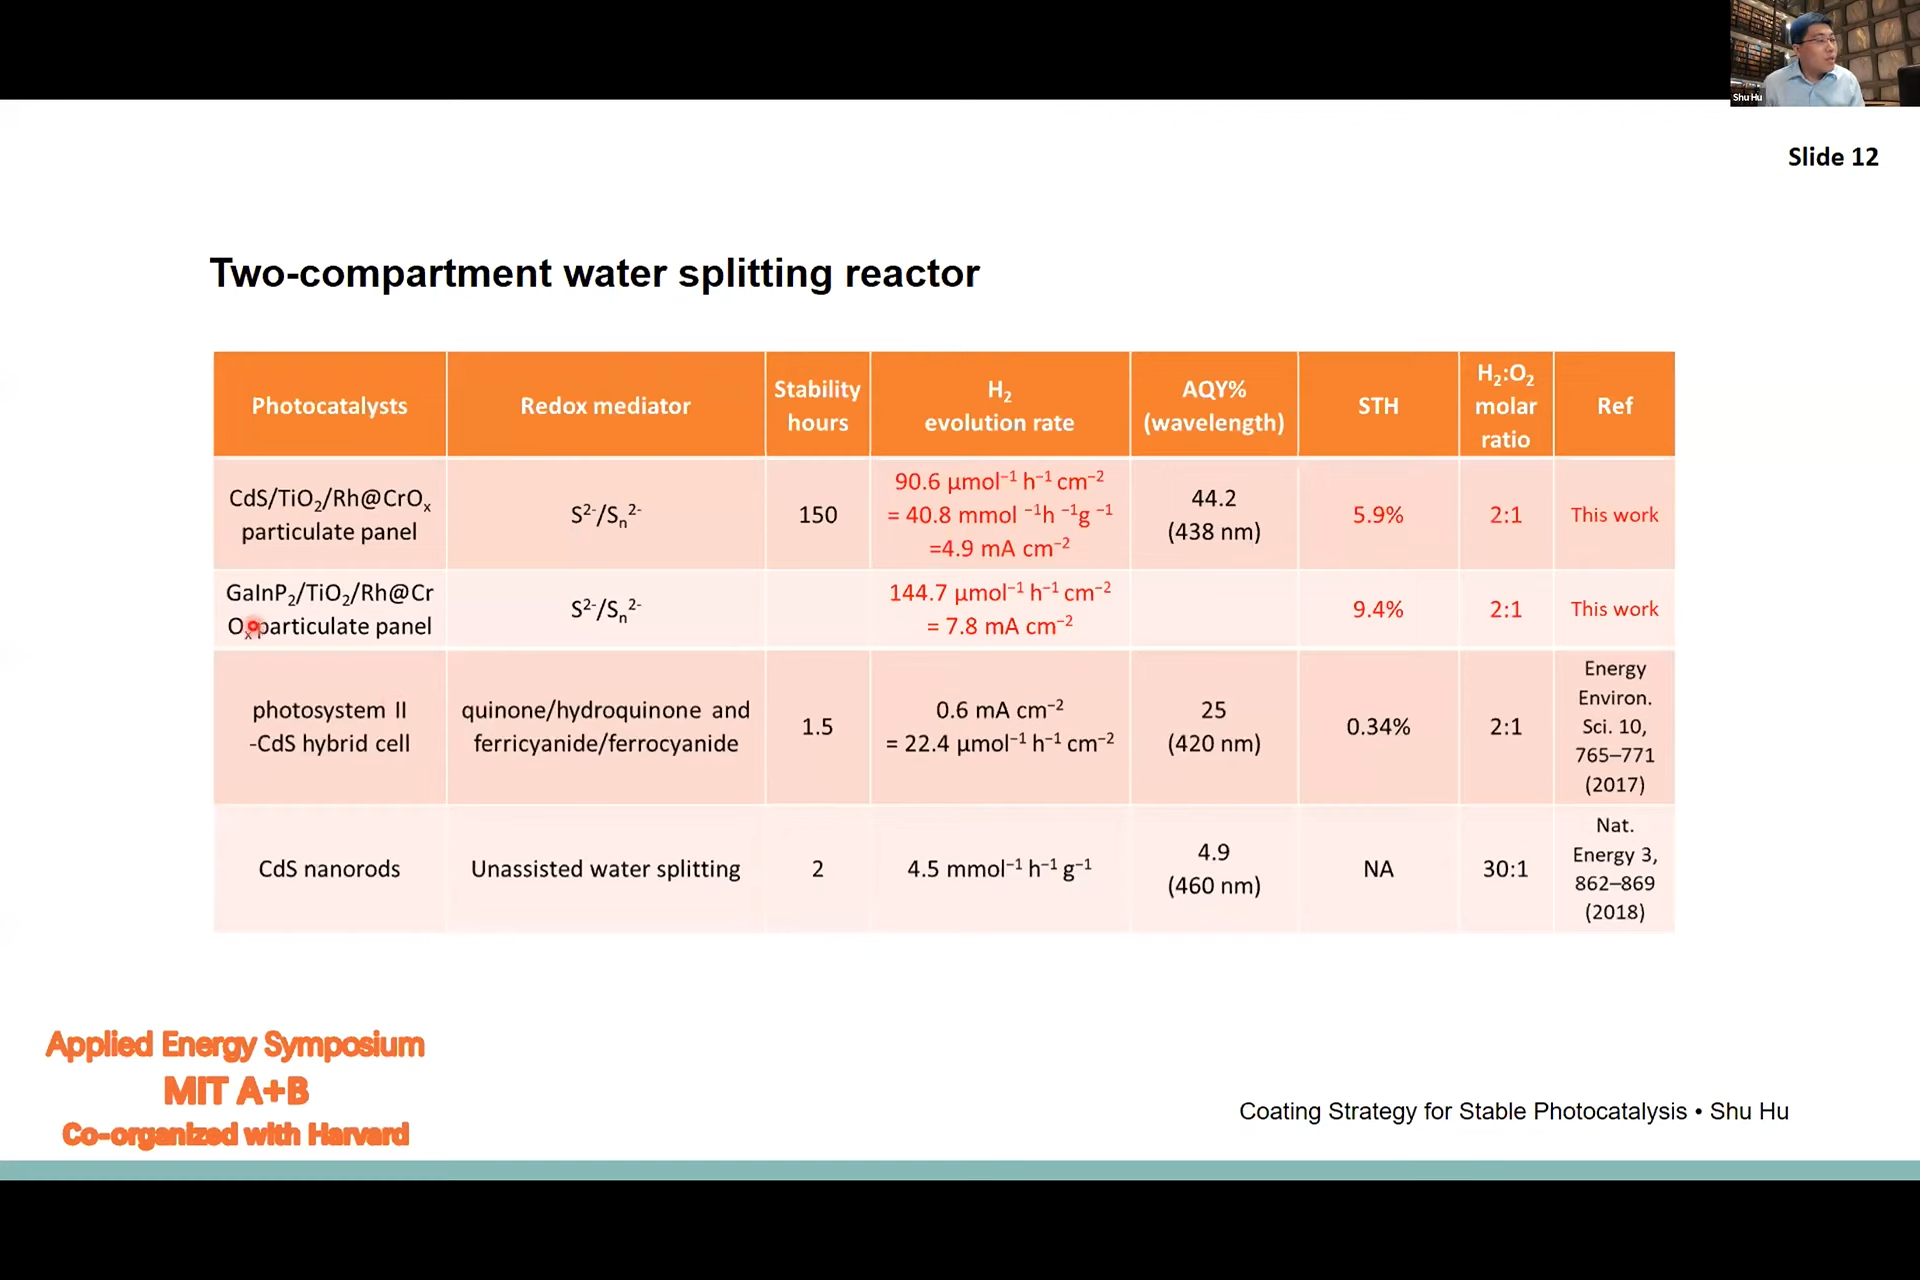 Shu Hu
Slide 12
Two-compartment water splitting reactor
Photocatalysts
Redox mediator
Stability
hours
H₂
evolution rate
AQY%
(wavelength)
STH
H₂:O₂
molar
ratio
Ref
CdS/TiO₂/Rh@CrOₓ
particulate panel
S²⁻/Sₙ²⁻
150
90.6 µmol⁻¹ h⁻¹ cm⁻²
= 40.8 mmol ⁻¹h ⁻¹g ⁻¹
=4.9 mA cm⁻²
44.2
(438 nm)
5.9%
2:1
This work
GaInP₂/TiO₂/Rh@Cr
Oₓ particulate panel
S²⁻/Sₙ²⁻
144.7 µmol⁻¹ h⁻¹ cm⁻²
= 7.8 mA cm⁻²
9.4%
2:1
This work
photosystem II
-CdS hybrid cell
quinone/hydroquinone and
ferricyanide/ferrocyanide
1.5
0.6 mA cm⁻²
= 22.4 µmol⁻¹ h⁻¹ cm⁻²
25
(420 nm)
0.34%
2:1
Energy
Environ.
Sci. 10,
765–771
(2017)
CdS nanorods
Unassisted water splitting
2
4.5 mmol⁻¹ h⁻¹ g⁻¹
4.9
(460 nm)
NA
30:1
Nat.
Energy 3,
862–869
(2018)
Applied Energy Symposium
MIT A+B
Co-organized with Harvard
Coating Strategy for Stable Photocatalysis • Shu Hu